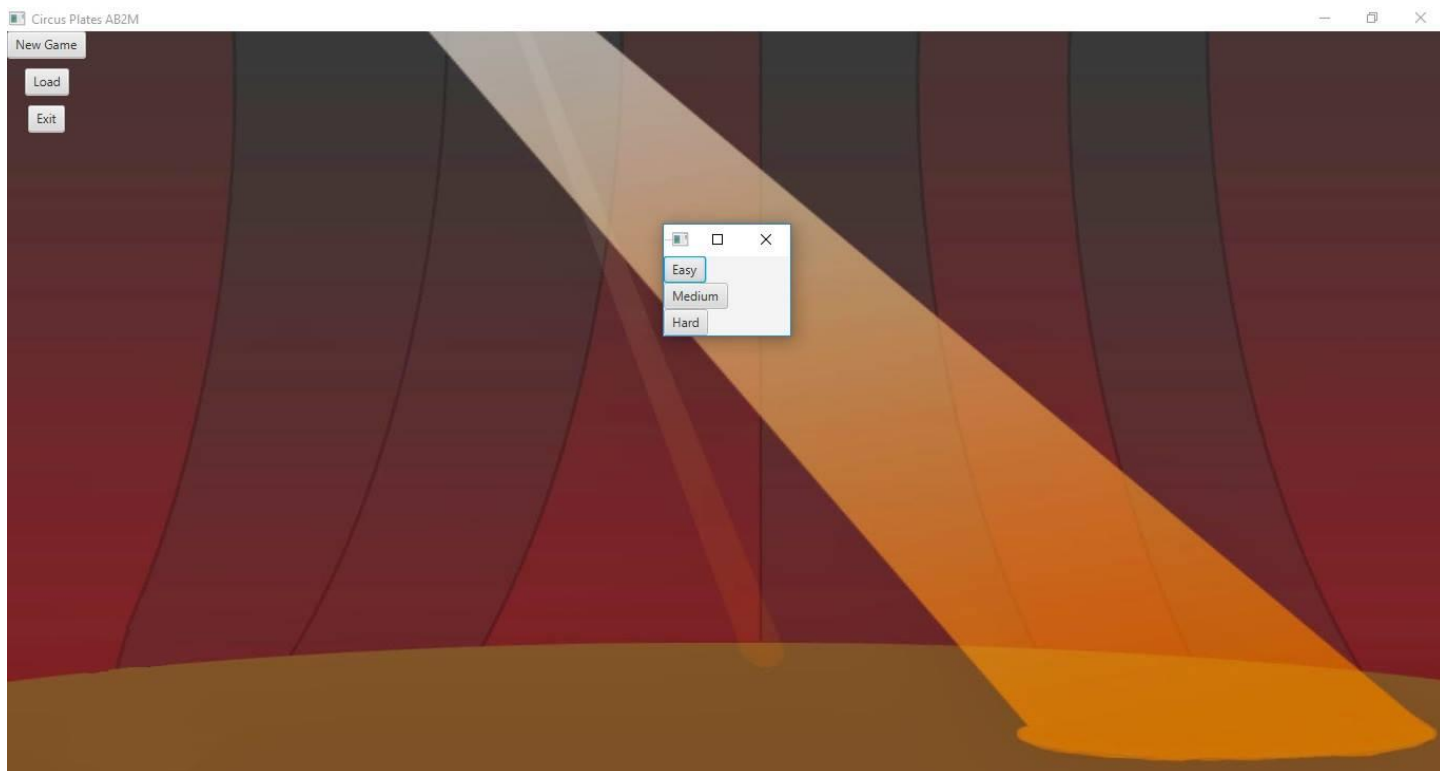 Circus Plates AB2M
New Game
Load
Exit
Easy
Medium
Hard